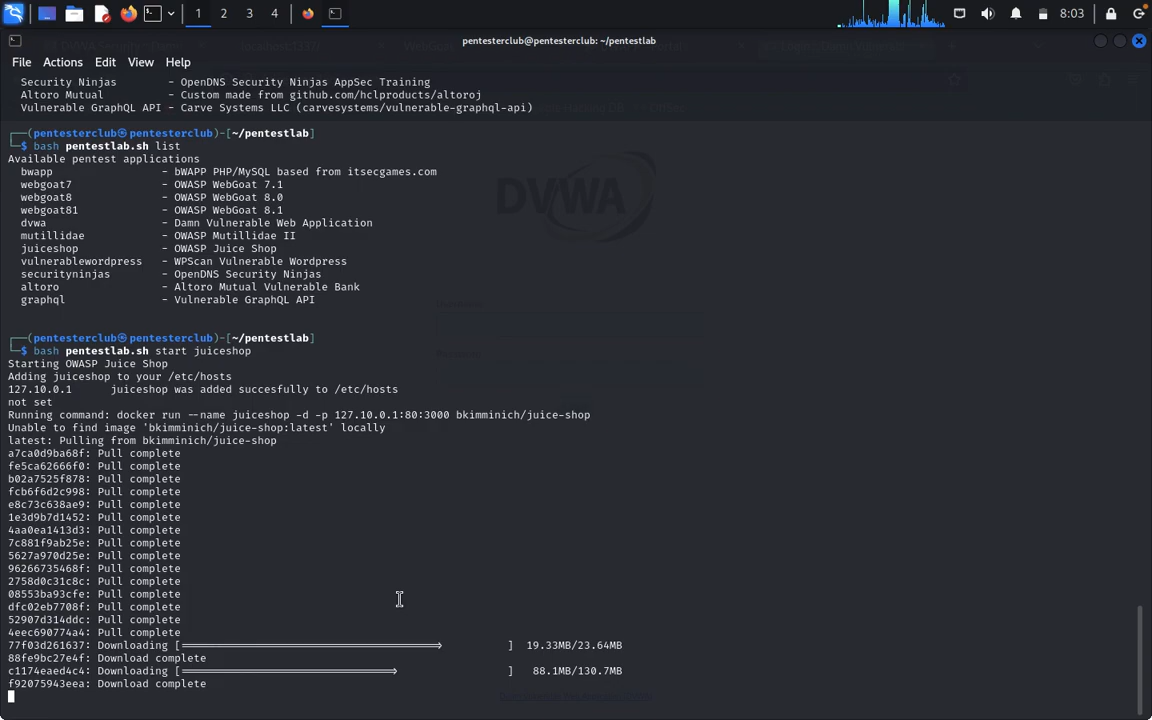 1 2 3 4 8:03
pentesterclub@pentesterclub: ~/pentestlab
File Actions Edit View Help
Security Ninjas - OpenDNS Security Ninjas AppSec Training
Altoro Mutual - Custom made from github.com/hclproducts/altoroj
Vulnerable GraphQL API - Carve Systems LLC (carvesystems/vulnerable-graphql-api)
┌──(pentesterclub㉿pentesterclub)-[~/pentestlab]
└─$ bash pentestlab.sh list
Available pentest applications
bwapp - bWAPP PHP/MySQL based from itsecgames.com
webgoat7 - OWASP WebGoat 7.1
webgoat8 - OWASP WebGoat 8.0
webgoat81 - OWASP WebGoat 8.1
dvwa - Damn Vulnerable Web Application
mutillidae - OWASP Mutillidae II
juiceshop - OWASP Juice Shop
vulnerablewordpress - WPScan Vulnerable Wordpress
securityninjas - OpenDNS Security Ninjas
altoro - Altoro Mutual Vulnerable Bank
graphql - Vulnerable GraphQL API
┌──(pentesterclub㉿pentesterclub)-[~/pentestlab]
└─$ bash pentestlab.sh start juiceshop
Starting OWASP Juice Shop
Adding juiceshop to your /etc/hosts
127.10.0.1 juiceshop was added succesfully to /etc/hosts
not set
Running command: docker run --name juiceshop -d -p 127.10.0.1:80:3000 bkimminich/juice-shop
Unable to find image 'bkimminich/juice-shop:latest' locally
latest: Pulling from bkimminich/juice-shop
a7ca0d9ba68f: Pull complete
fe5ca62666f0: Pull complete
b02a7525f878: Pull complete
fcb6f6d2c998: Pull complete
e8c73c638ae9: Pull complete
1e3d9b7d1452: Pull complete
4aa0ea1413d3: Pull complete
7c881f9ab25e: Pull complete
5627a970d25e: Pull complete
96266735468f: Pull complete
2758d0c31c8c: Pull complete
08553ba93cfe: Pull complete
dfc02eb7708f: Pull complete
52907d314ddc: Pull complete
4eec690774a4: Pull complete
77f03d261637: Downloading [=======================================> ] 19.33MB/23.64MB
88fe9bc27e4f: Download complete
c1174eaed4c4: Downloading [=================================> ] 88.1MB/130.7MB
f92075943eea: Download complete
DVWA